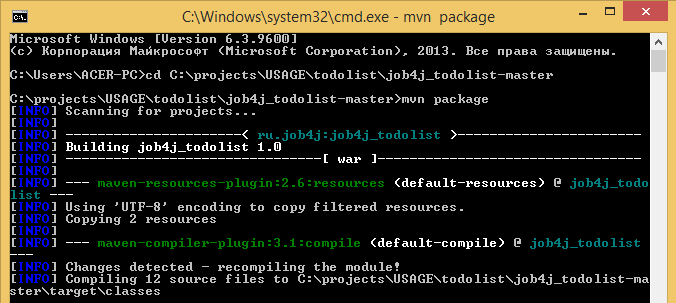 C:\Windows\system32\cmd.exe - mvn package
Microsoft Windows [Version 6.3.9600]
(c) Корпорация Майкрософт (Microsoft Corporation), 2013. Все права защищены.
C:\Users\ACER-PC>cd C:\projects\USAGE\todolist\job4j_todolist-master
C:\projects\USAGE\todolist\job4j_todolist-master>mvn package
[INFO] Scanning for projects...
[INFO]
[INFO] ----------------------< ru.job4j:job4j_todolist >-----------------------
[INFO] Building job4j_todolist 1.0
[INFO] --------------------------------[ war ]---------------------------------
[INFO]
[INFO] --- maven-resources-plugin:2.6:resources (default-resources) @ job4j_todo
list ---
[INFO] Using 'UTF-8' encoding to copy filtered resources.
[INFO] Copying 2 resources
[INFO]
[INFO] --- maven-compiler-plugin:3.1:compile (default-compile) @ job4j_todolist
---
[INFO] Changes detected - recompiling the module!
[INFO] Compiling 12 source files to C:\projects\USAGE\todolist\job4j_todolist-ma
ster\target\classes